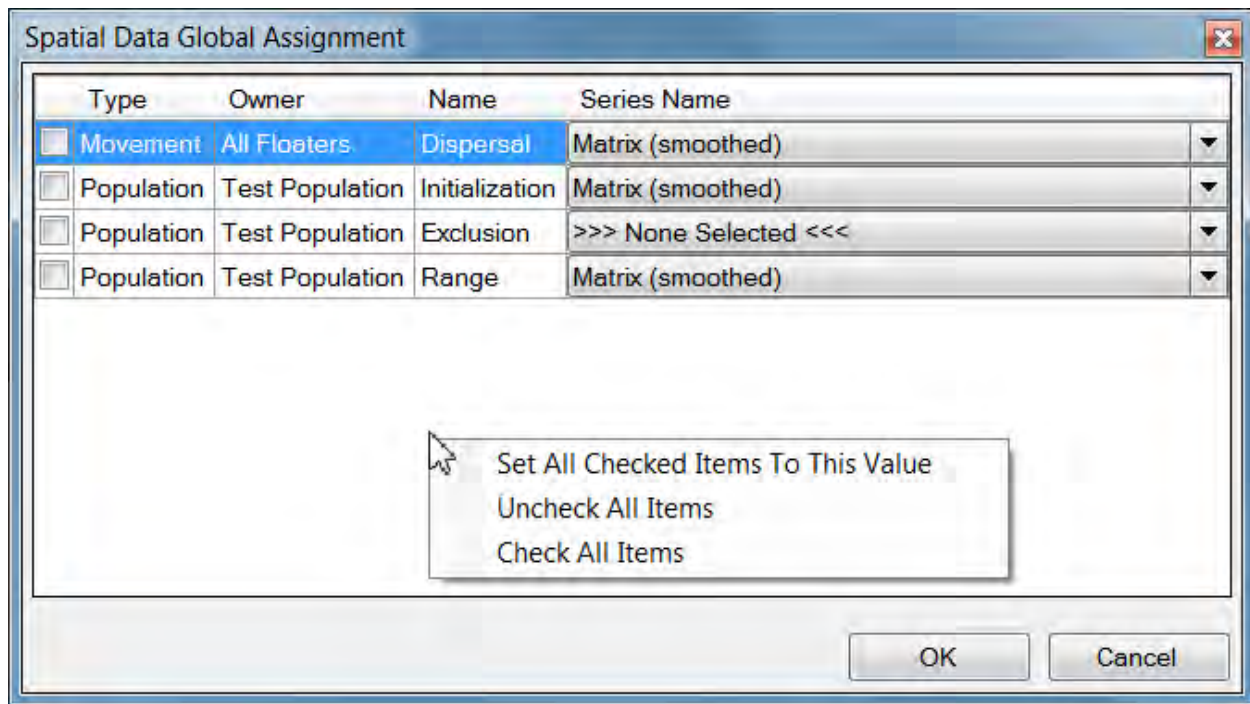 Spatial Data Global Assignment
Type Owner Name Series Name
Movement All Floaters Dispersal Matrix (smoothed)
Population Test Population Initialization Matrix (smoothed)
Population Test Population Exclusion >>> None Selected <<<
Population Test Population Range Matrix (smoothed)
Set All Checked Items To This Value
Uncheck All Items
Check All Items
OK Cancel